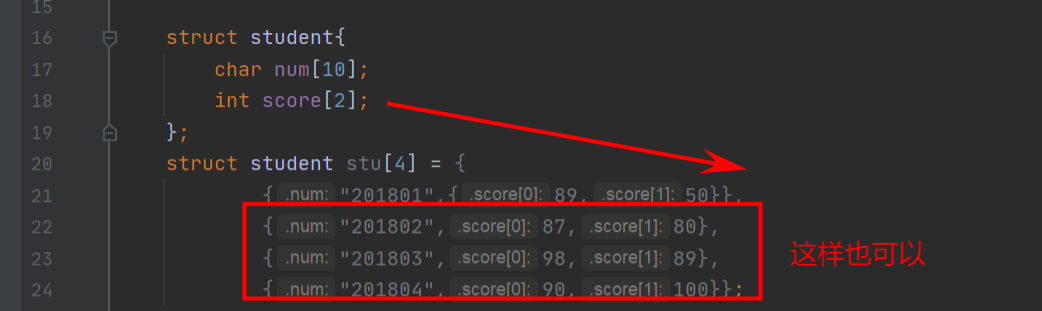 15
16 struct student{
17 char num[10];
18 int score[2];
19 };
20 struct student stu[4] = {
21 { .num: "201801",{ .score[0]: 89, .score[1]: 50}},
22 { .num: "201802", .score[0]: 87, .score[1]: 80},
23 { .num: "201803", .score[0]: 98, .score[1]: 89},
24 { .num: "201804", .score[0]: 90, .score[1]: 100}};
这样也可以